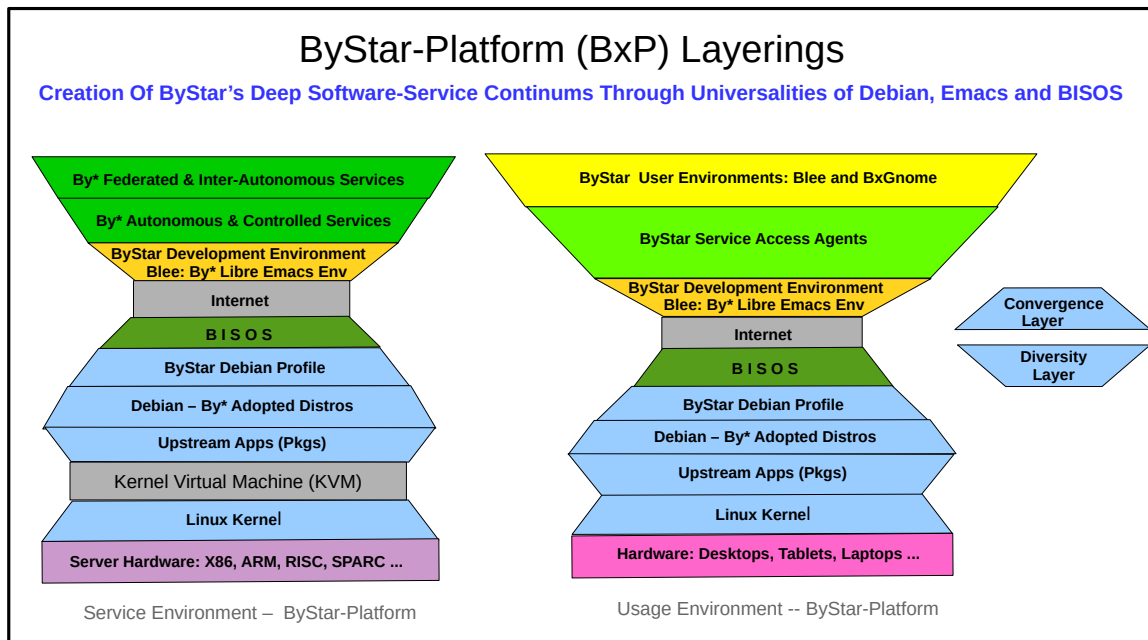 ByStar-Platform (BxP) Layerings
Creation Of ByStar's Deep Software-Service Continums Through Universalities of Debian, Emacs and BISOS
By* Federated & Inter-Autonomous Services
By* Autonomous & Controlled Services
ByStar Development Environment
Blee: By* Libre Emacs Env
Internet
B I S O S
ByStar Debian Profile
Debian – By* Adopted Distros
Upstream Apps (Pkgs)
Kernel Virtual Machine (KVM)
Linux Kernel
Server Hardware: X86, ARM, RISC, SPARC ...
Service Environment – ByStar-Platform
ByStar User Environments: Blee and BxGnome
ByStar Service Access Agents
ByStar Development Environment
Blee: By* Libre Emacs Env
Internet
B I S O S
ByStar Debian Profile
Debian – By* Adopted Distros
Upstream Apps (Pkgs)
Linux Kernel
Hardware: Desktops, Tablets, Laptops ...
Usage Environment -- ByStar-Platform
Convergence
Layer
Diversity
Layer